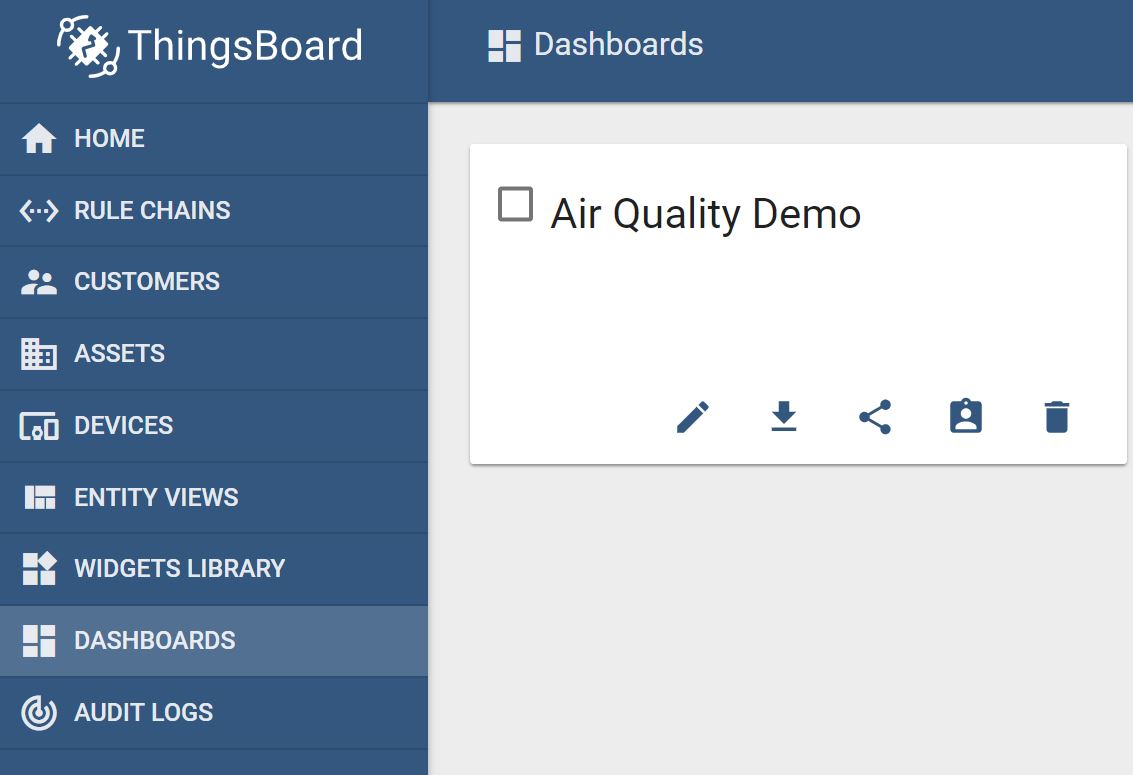 ThingsBoard
Dashboards
HOME
RULE CHAINS
CUSTOMERS
ASSETS
DEVICES
ENTITY VIEWS
WIDGETS LIBRARY
DASHBOARDS
AUDIT LOGS
Air Quality Demo